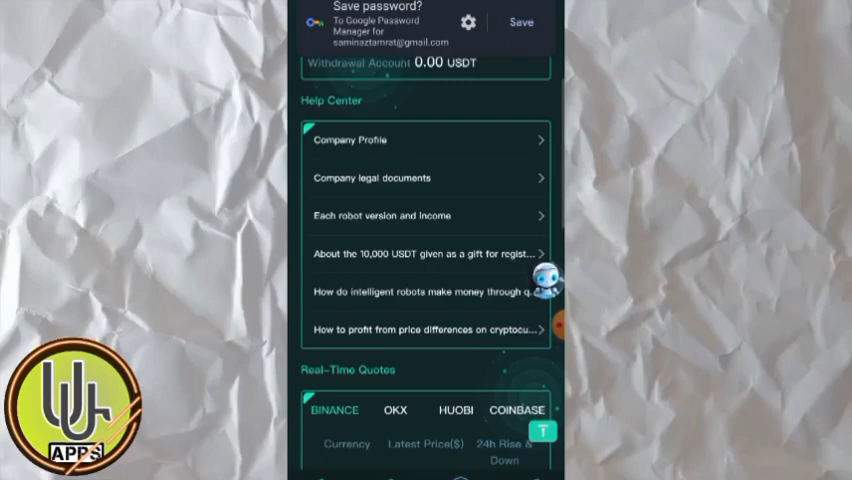 Save password?
To Google Password
Manager for
saminaztamrat@gmail.com
Save
Withdrawal Account 0.00 USDT
Help Center
Company Profile
Company legal documents
Each robot version and income
About the 10,000 USDT given as a gift for regist...
How do intelligent robots make money through q...
How to profit from price differences on cryptocu...
Real-Time Quotes
BINANCE OKX HUOBI COINBASE
Currency Latest Price($) 24h Rise &
Down
APPS